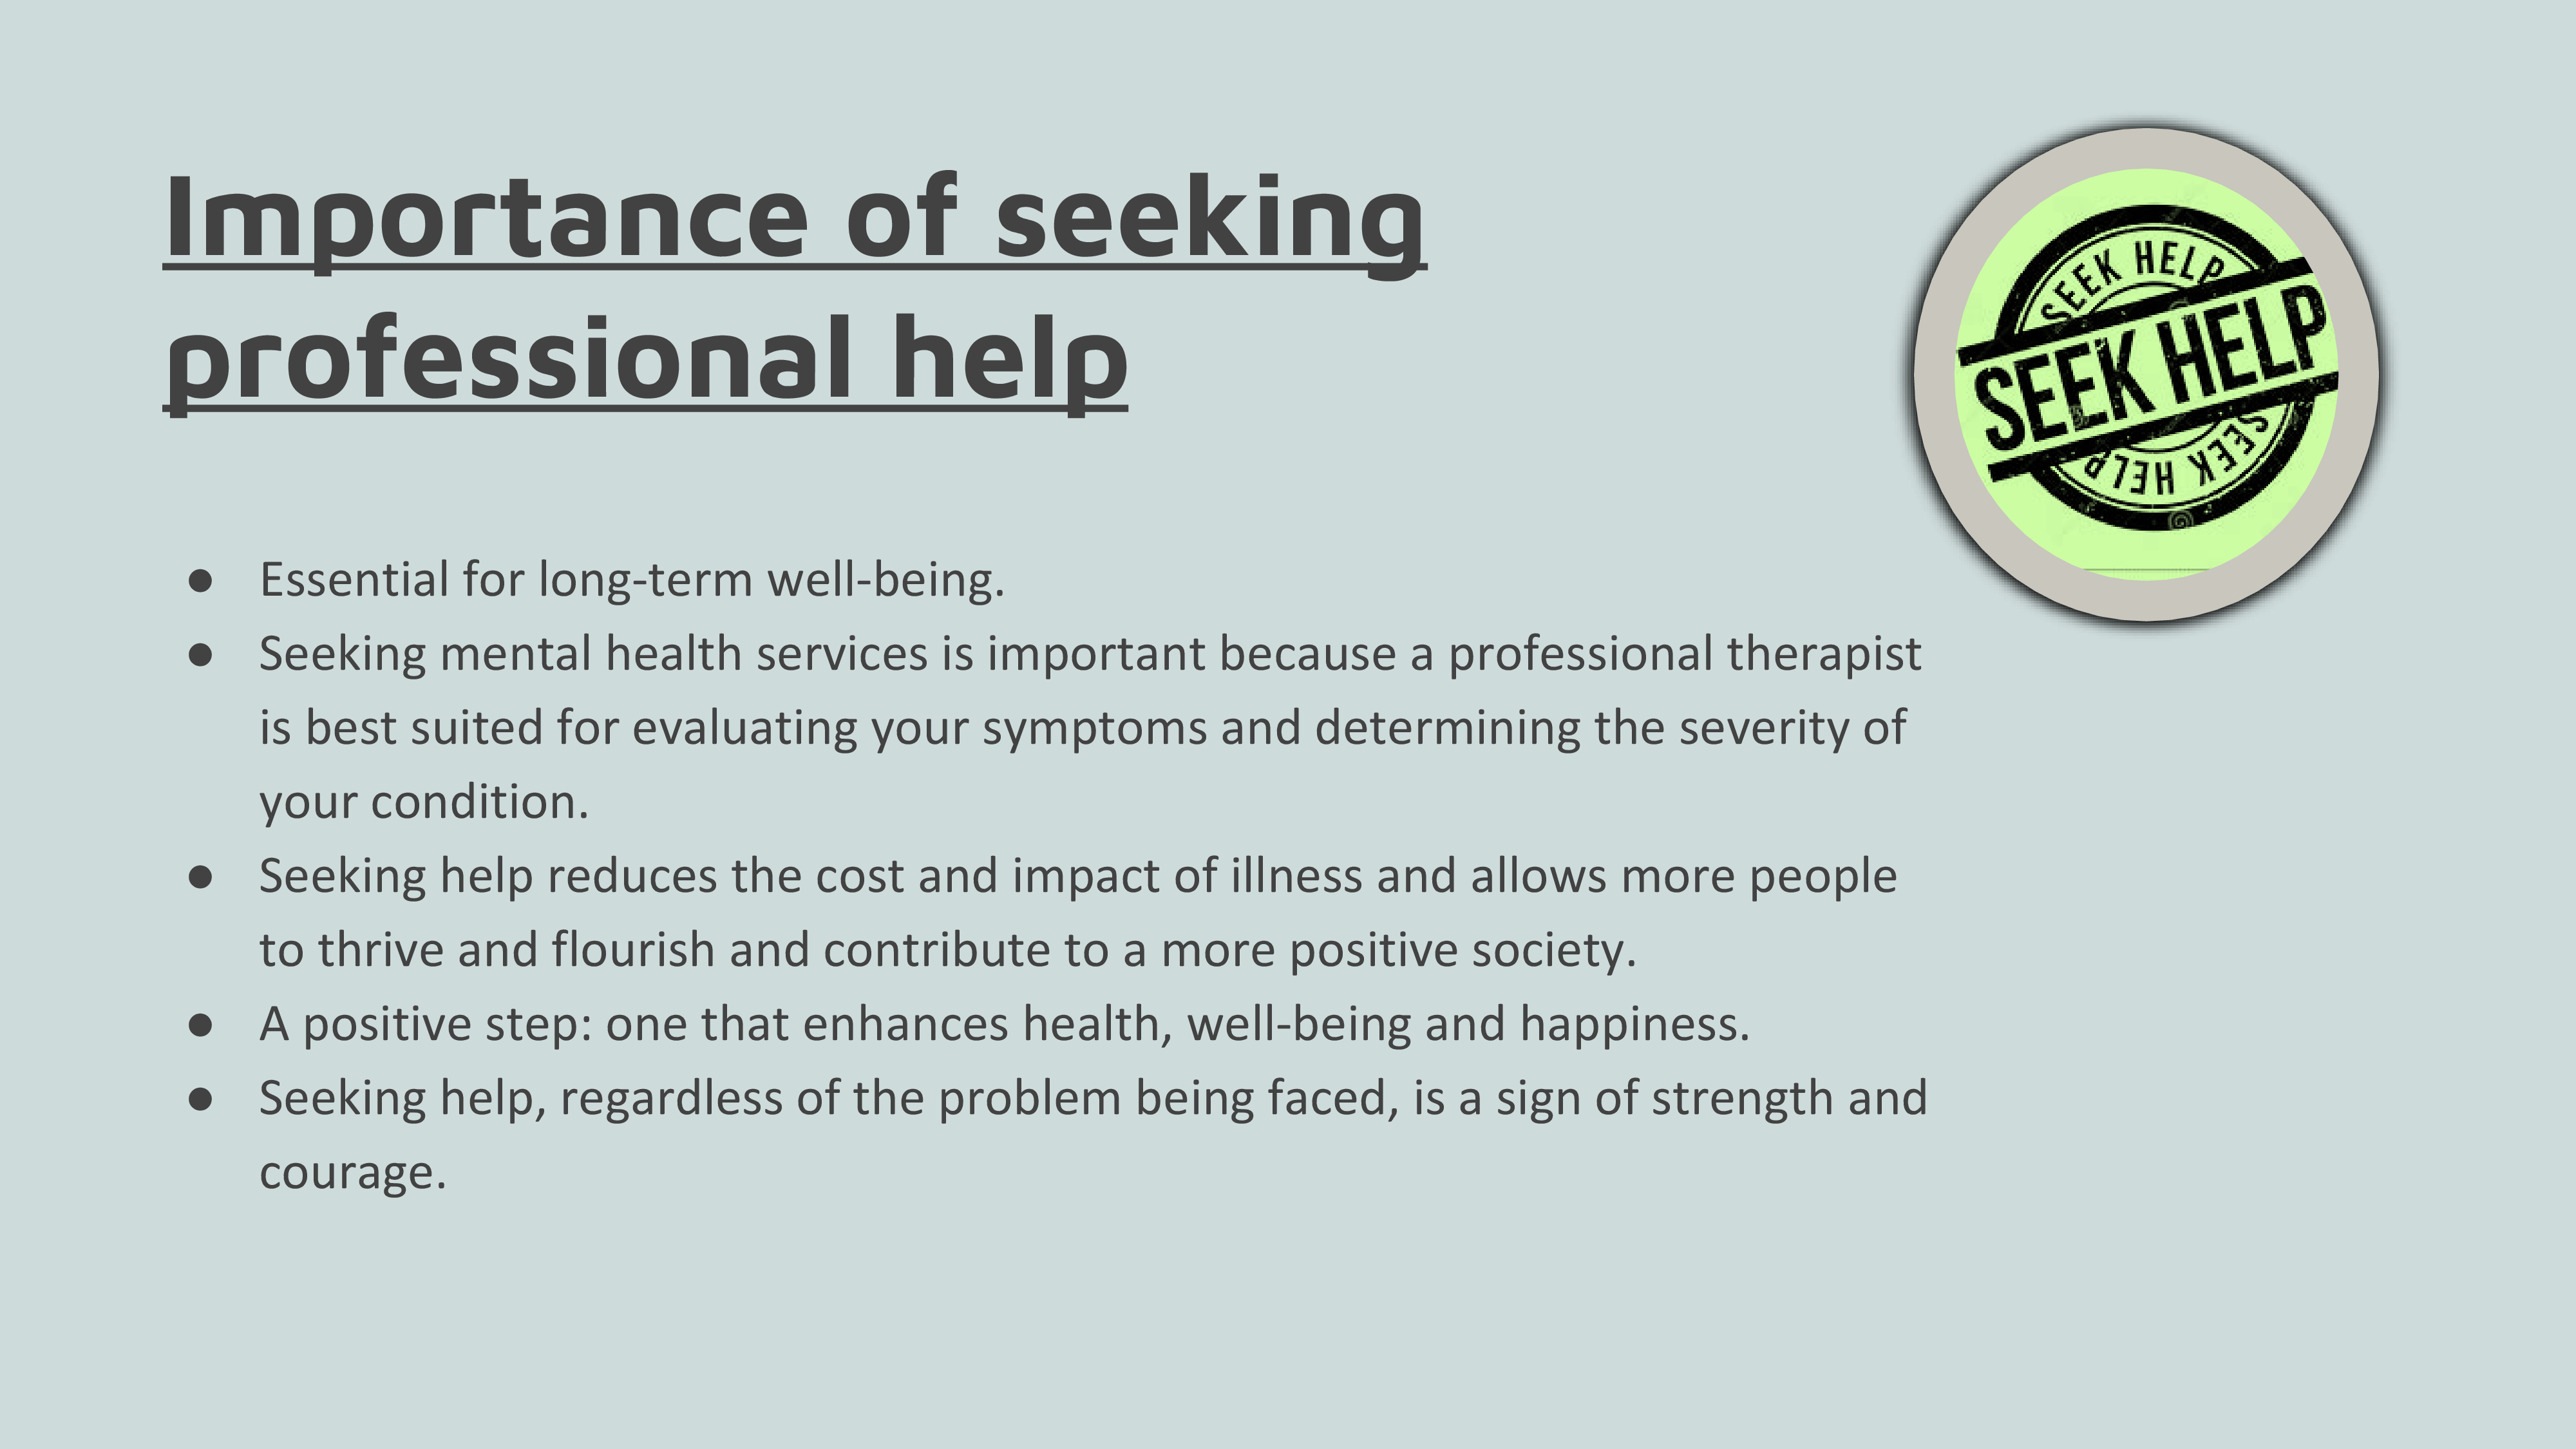 Importance of seeking
professional help
SEEK HELP
SEEK HELP
SEEK HELP
● Essential for long-term well-being.
● Seeking mental health services is important because a professional therapist
is best suited for evaluating your symptoms and determining the severity of
your condition.
● Seeking help reduces the cost and impact of illness and allows more people
to thrive and flourish and contribute to a more positive society.
● A positive step: one that enhances health, well-being and happiness.
● Seeking help, regardless of the problem being faced, is a sign of strength and
courage.